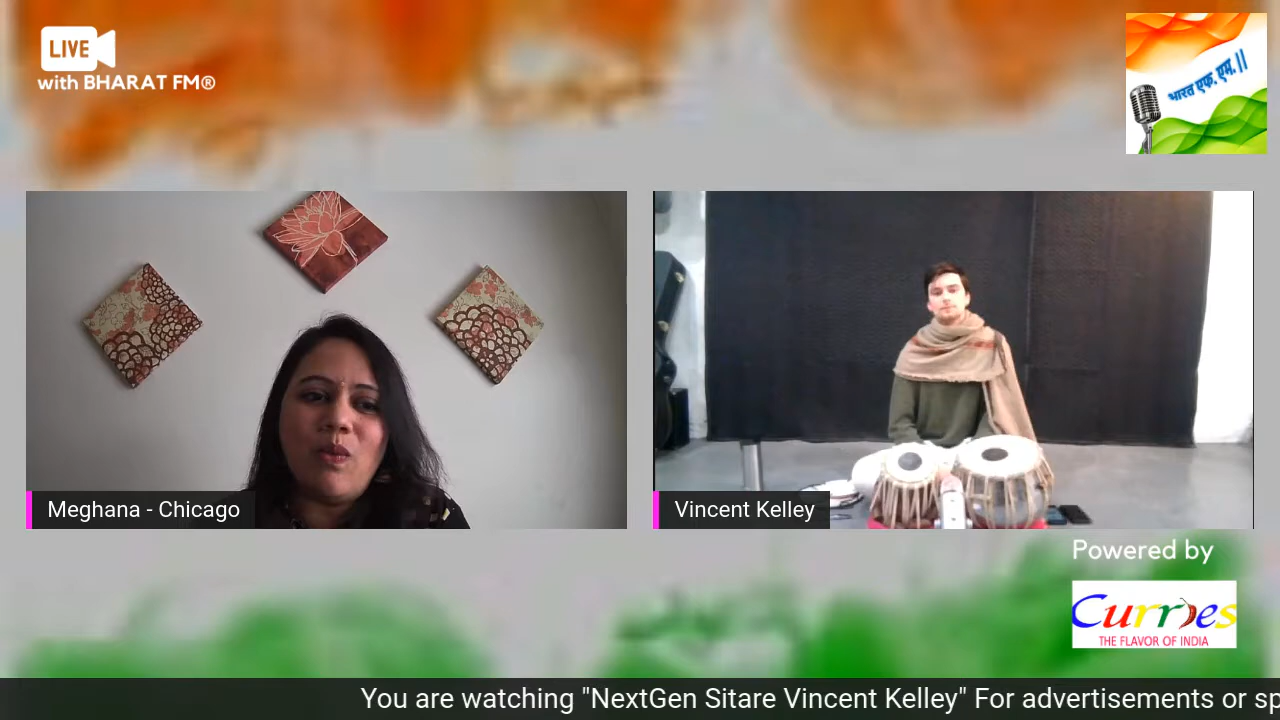 LIVE
with BHARAT FM®
भारत एफ. एम.||
Meghana - Chicago
Vincent Kelley
Powered by
Curries
THE FLAVOR OF INDIA
You are watching "NextGen Sitare Vincent Kelley" For advertisements or sp